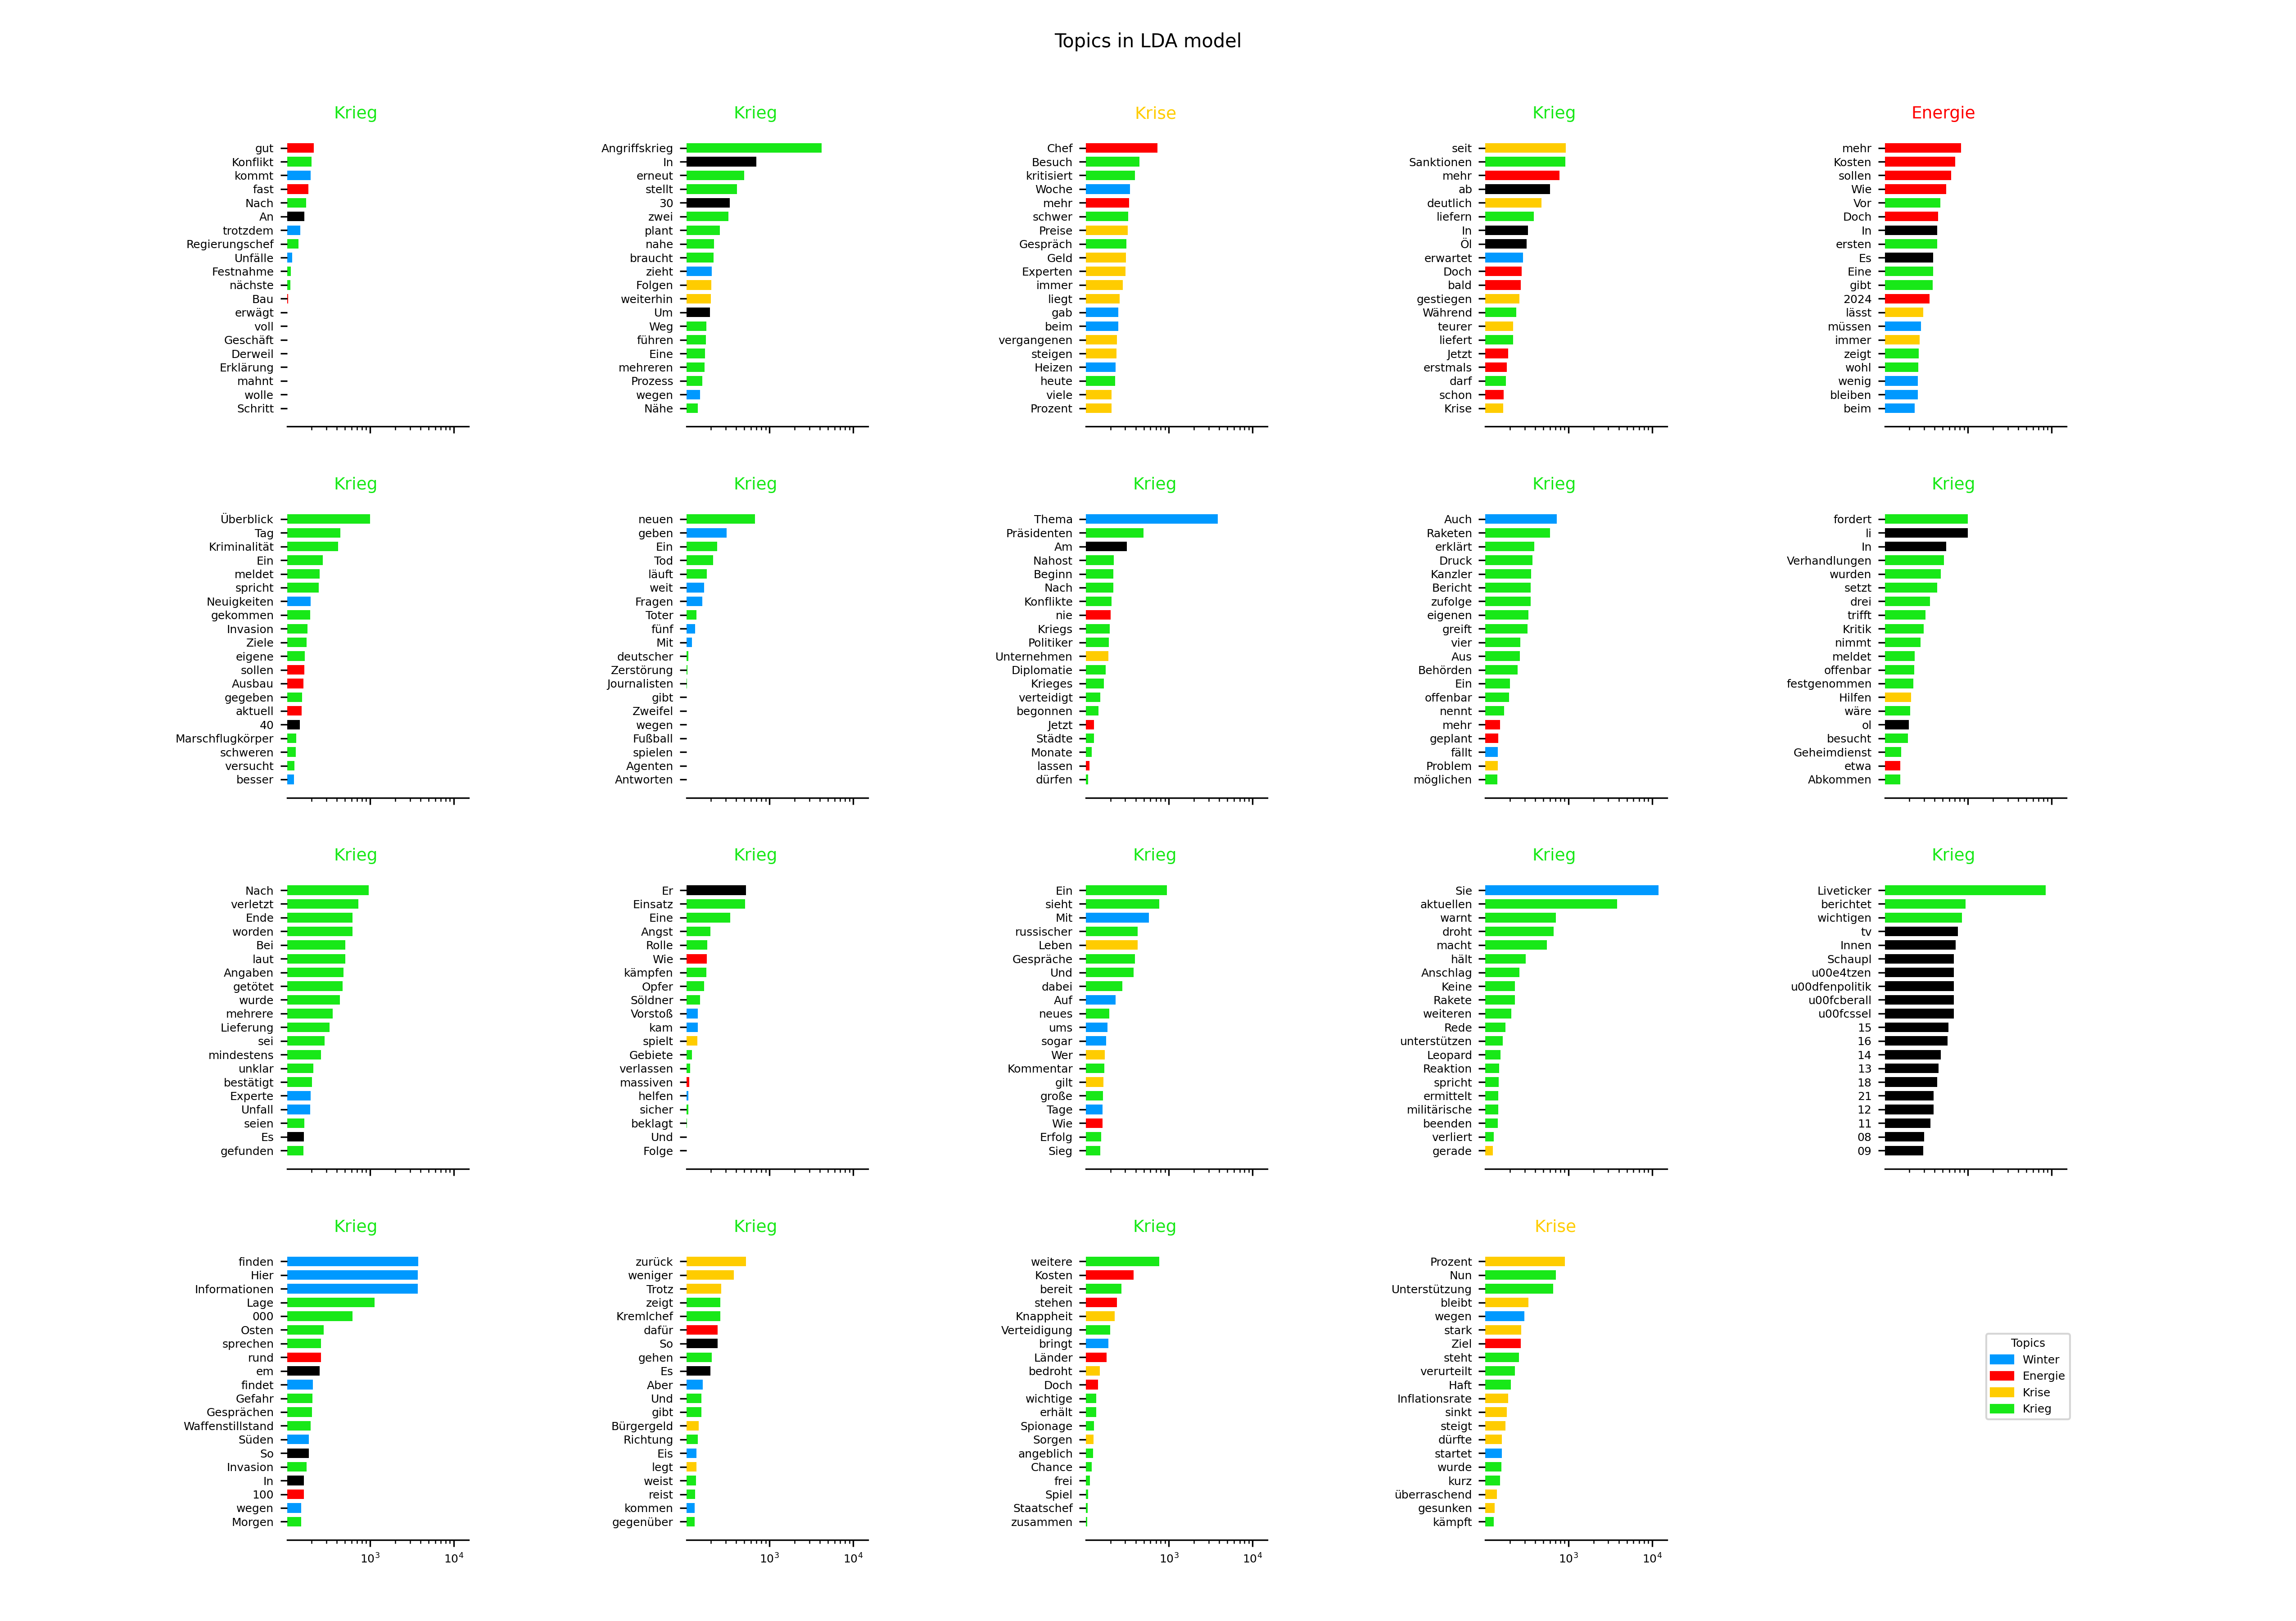 Topics in LDA model
Krieg
gut
Konflikt
kommt
fast
Nach
An
trotzdem
Regierungschef
Unfälle
Festnahme
nächste
Bau
erwägt
voll
Geschäft
Derweil
Erklärung
mahnt
wolle
Schritt
Krieg
Angriffskrieg
In
erneut
stellt
30
zwei
plant
nahe
braucht
zieht
Folgen
weiterhin
Um
Weg
führen
Eine
mehreren
Prozess
wegen
Nähe
Krise
Chef
Besuch
kritisiert
Woche
mehr
schwer
Preise
Gespräch
Geld
Experten
immer
liegt
gab
beim
vergangenen
steigen
Heizen
heute
viele
Prozent
Krieg
seit
Sanktionen
mehr
ab
deutlich
liefern
In
Öl
erwartet
Doch
bald
gestiegen
Während
teurer
liefert
Jetzt
erstmals
darf
schon
Krise
Energie
mehr
Kosten
sollen
Wie
Vor
Doch
In
ersten
Es
Eine
gibt
2024
lässt
müssen
immer
zeigt
wohl
wenig
bleiben
beim
Krieg
Überblick
Tag
Kriminalität
Ein
meldet
spricht
Neuigkeiten
gekommen
Invasion
Ziele
eigene
sollen
Ausbau
gegeben
aktuell
40
Marschflugkörper
schweren
versucht
besser
Krieg
neuen
geben
Ein
Tod
läuft
weit
Fragen
Toter
fünf
Mit
deutscher
Zerstörung
Journalisten
gibt
Zweifel
wegen
Fußball
spielen
Agenten
Antworten
Krieg
Thema
Präsidenten
Am
Nahost
Beginn
Nach
Konflikte
nie
Kriegs
Politiker
Unternehmen
Diplomatie
Krieges
verteidigt
begonnen
Jetzt
Städte
Monate
lassen
dürfen
Krieg
Auch
Raketen
erklärt
Druck
Kanzler
Bericht
zufolge
eigenen
greift
vier
Aus
Behörden
Ein
offenbar
nennt
mehr
geplant
fällt
Problem
möglichen
Krieg
fordert
li
In
Verhandlungen
wurden
setzt
drei
trifft
Kritik
nimmt
meldet
offenbar
festgenommen
Hilfen
wäre
ol
besucht
Geheimdienst
etwa
Abkommen
Krieg
Nach
verletzt
Ende
worden
Bei
laut
Angaben
getötet
wurde
mehrere
Lieferung
sei
mindestens
unklar
bestätigt
Experte
Unfall
seien
Es
gefunden
Krieg
Er
Einsatz
Eine
Angst
Rolle
Wie
kämpfen
Opfer
Söldner
Vorstoß
kam
spielt
Gebiete
verlassen
massiven
helfen
sicher
beklagt
Und
Folge
Krieg
Ein
sieht
Mit
russischer
Leben
Gespräche
Und
dabei
Auf
neues
ums
sogar
Wer
Kommentar
gilt
große
Tage
Wie
Erfolg
Sieg
Krieg
Sie
aktuellen
warnt
droht
macht
hält
Anschlag
Keine
Rakete
weiteren
Rede
unterstützen
Leopard
Reaktion
spricht
ermittelt
militärische
beenden
verliert
gerade
Krieg
Liveticker
berichtet
wichtigen
tv
Innen
Schaupl
u00e4tzen
u00dfenpolitik
u00fcberall
u00fcssel
15
16
14
13
18
21
12
11
08
09
Krieg
finden
Hier
Informationen
Lage
000
Osten
sprechen
rund
em
findet
Gefahr
Gesprächen
Waffenstillstand
Süden
So
Invasion
In
100
wegen
Morgen
10³
10⁴
Krieg
zurück
weniger
Trotz
zeigt
Kremlchef
dafür
So
gehen
Es
Aber
Und
gibt
Bürgergeld
Richtung
Eis
legt
weist
reist
kommen
gegenüber
10³
10⁴
Krieg
weitere
Kosten
bereit
stehen
Knappheit
Verteidigung
bringt
Länder
bedroht
Doch
wichtige
erhält
Spionage
Sorgen
angeblich
Chance
frei
Spiel
Staatschef
zusammen
10³
10⁴
Krise
Prozent
Nun
Unterstützung
bleibt
wegen
stark
Ziel
steht
verurteilt
Haft
Inflationsrate
sinkt
steigt
dürfte
startet
wurde
kurz
überraschend
gesunken
kämpft
10³
10⁴
Topics
Winter
Energie
Krise
Krieg